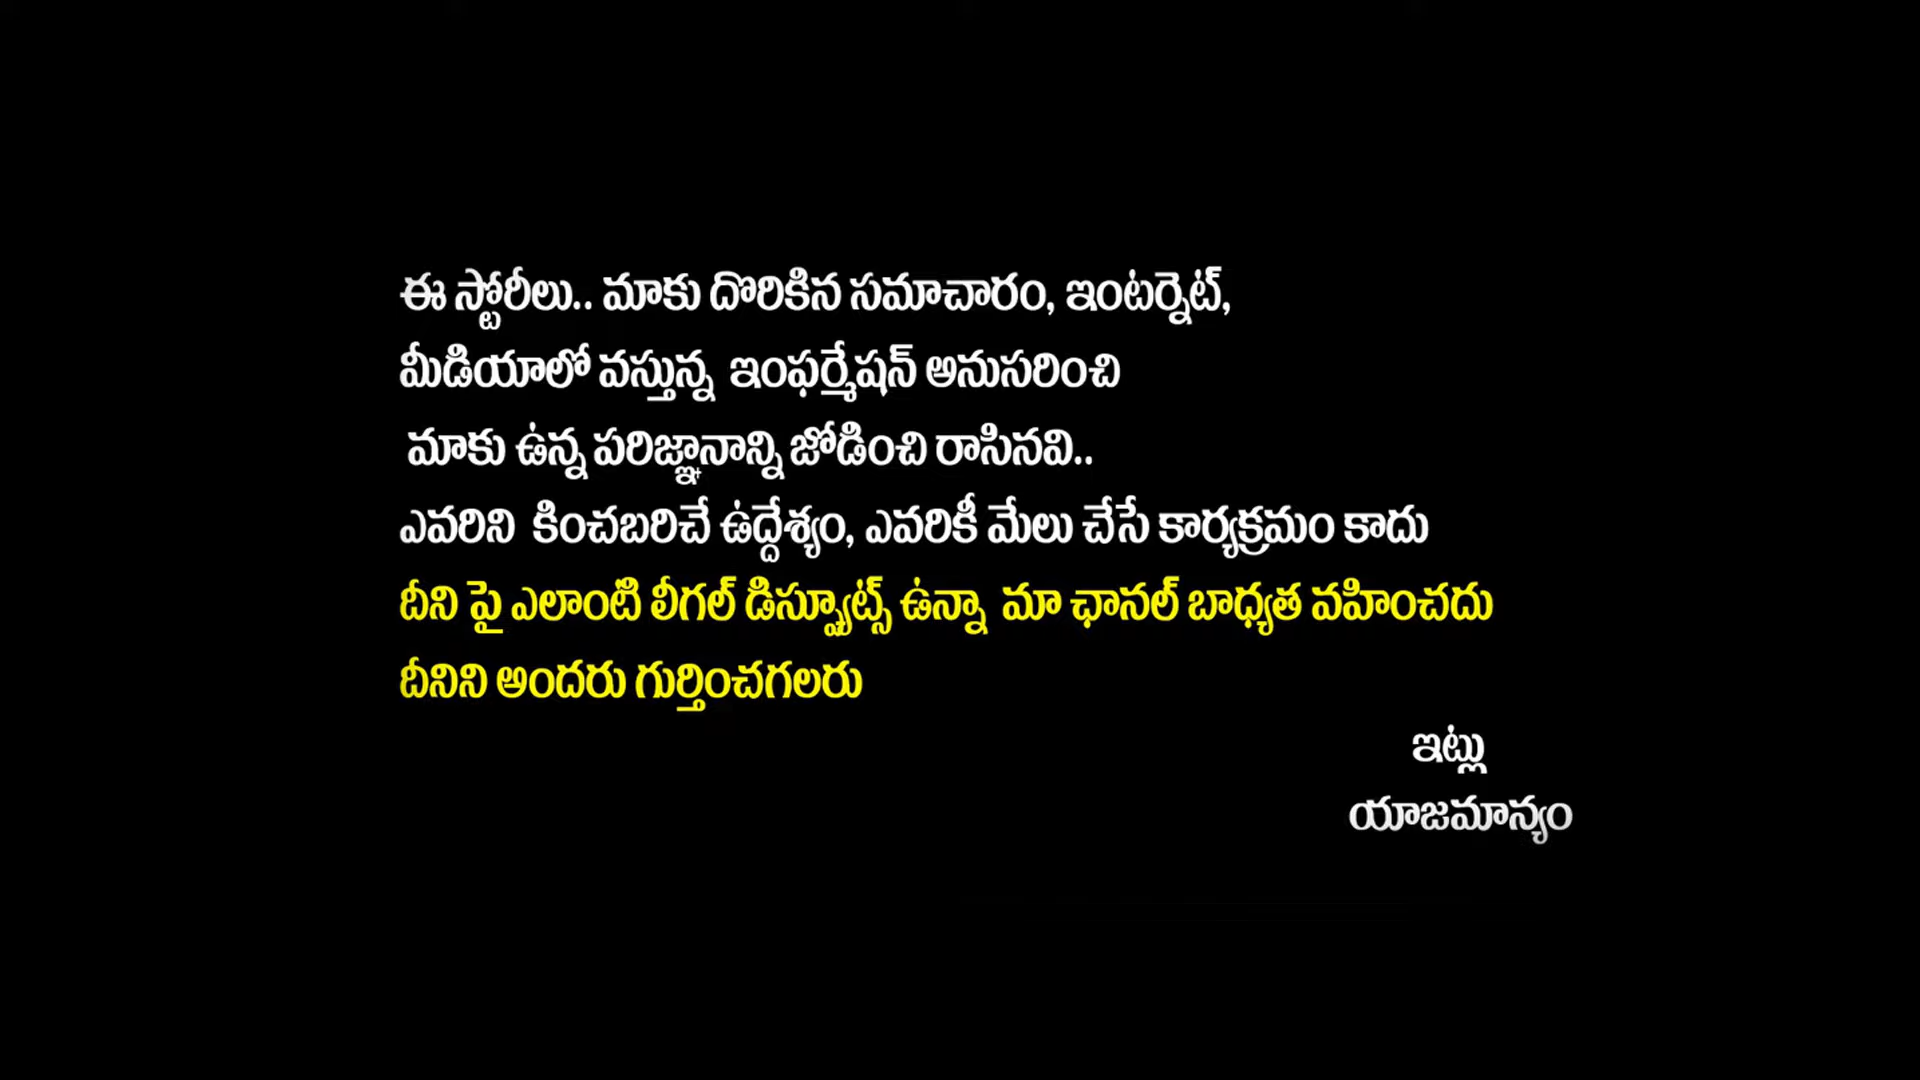 ఈ స్టోరీలు.. మాకు దొరికిన సమాచారం, ఇంటర్నెట్,
మీడియాలో వస్తున్న ఇంఫర్మేషన్ అనుసరించి
మాకు ఉన్న పరిజ్ఞానాన్ని జోడించి రాసినవి..
ఎవరిని కించబరిచే ఉద్దేశ్యం, ఎవరికీ మేలు చేసే కార్యక్రమం కాదు
దీని పై ఎలాంటి లీగల్ డిస్ప్యూట్స్ ఉన్నా మా ఛానల్ బాధ్యత వహించదు
దీనిని అందరు గుర్తించగలరు
ఇట్లు
యాజమాన్యం